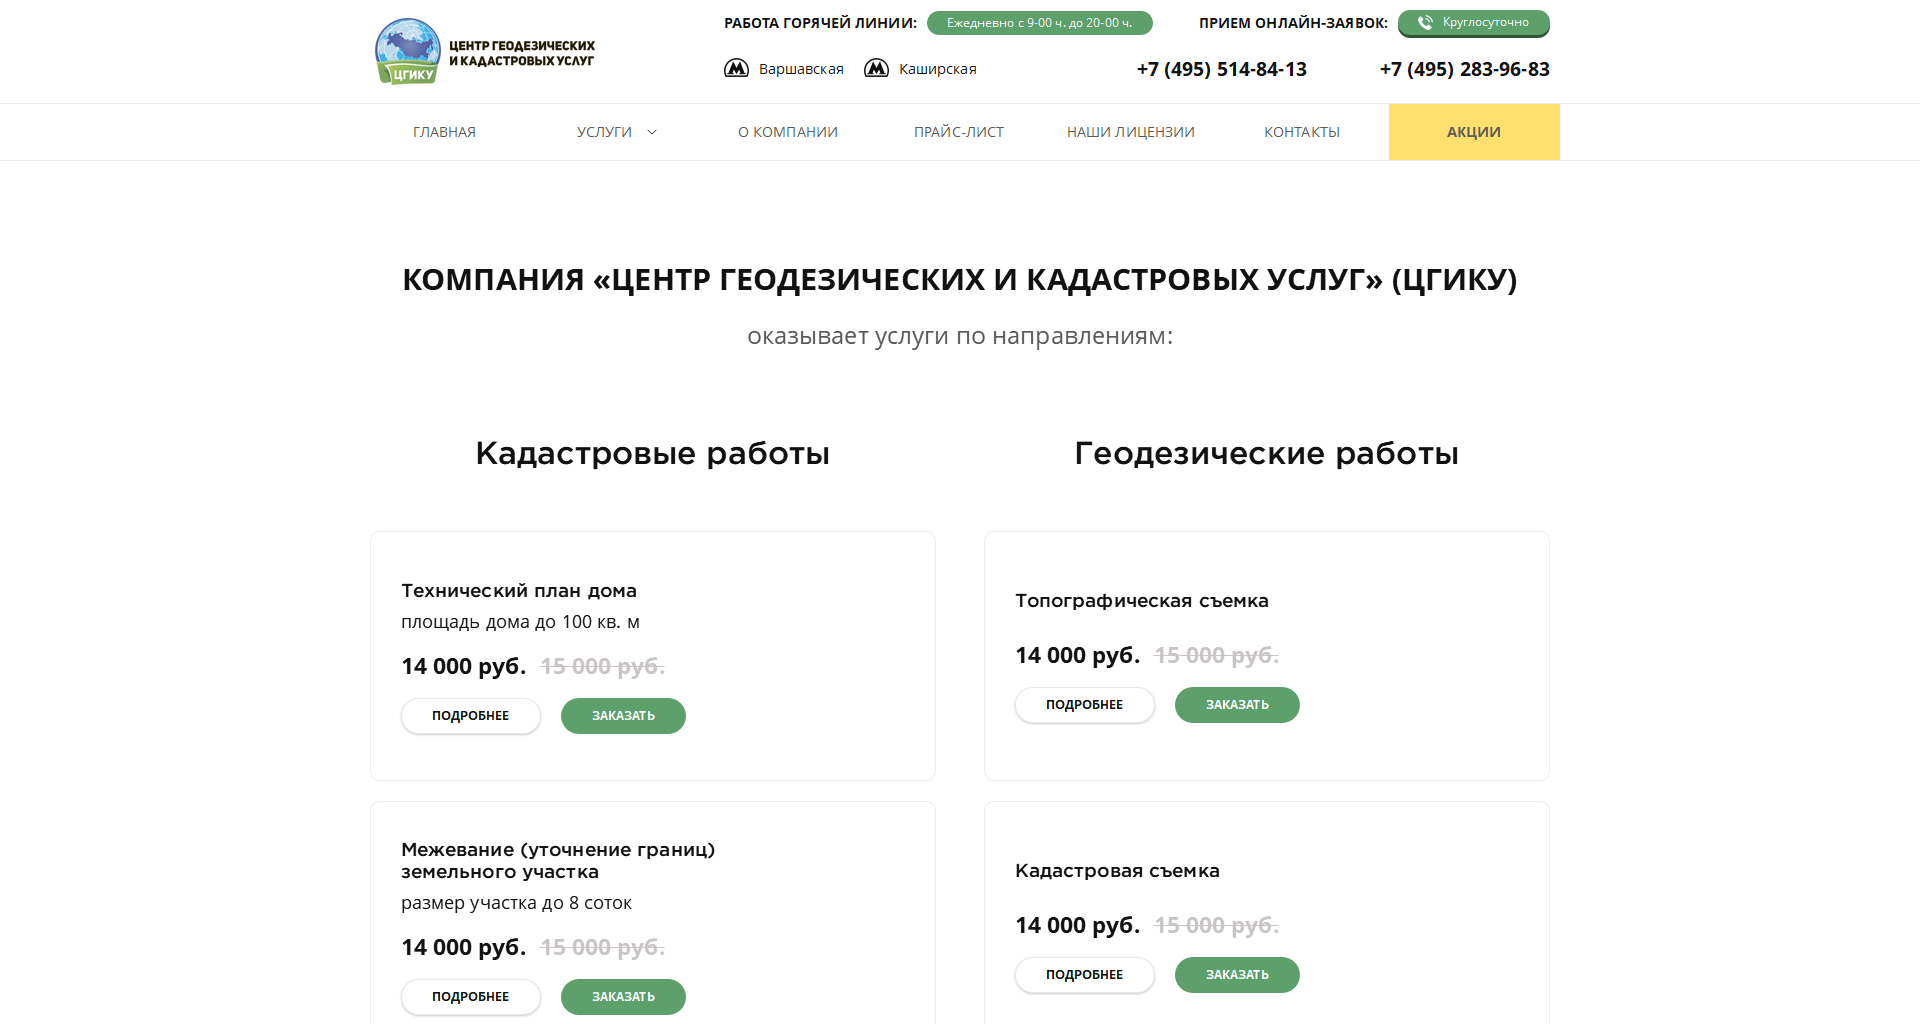 ЦЕНТР ГЕОДЕЗИЧЕСКИХ
И КАДАСТРОВЫХ УСЛУГ
ЦГИКУ
РАБОТА ГОРЯЧЕЙ ЛИНИИ: Ежедневно с 9-00 ч. до 20-00 ч.
ПРИЕМ ОНЛАЙН-ЗАЯВОК: Круглосуточно
Варшавская Каширская
+7 (495) 514-84-13 +7 (495) 283-96-83
ГЛАВНАЯ УСЛУГИ О КОМПАНИИ ПРАЙС-ЛИСТ НАШИ ЛИЦЕНЗИИ КОНТАКТЫ АКЦИИ
КОМПАНИЯ «ЦЕНТР ГЕОДЕЗИЧЕСКИХ И КАДАСТРОВЫХ УСЛУГ» (ЦГИКУ)
оказывает услуги по направлениям:
Кадастровые работы
Технический план дома
площадь дома до 100 кв. м
14 000 руб. 15 000 руб.
ПОДРОБНЕЕ ЗАКАЗАТЬ
Межевание (уточнение границ)
земельного участка
размер участка до 8 соток
14 000 руб. 15 000 руб.
ПОДРОБНЕЕ ЗАКАЗАТЬ
Геодезические работы
Топографическая съемка
14 000 руб. 15 000 руб.
ПОДРОБНЕЕ ЗАКАЗАТЬ
Кадастровая съемка
14 000 руб. 15 000 руб.
ПОДРОБНЕЕ ЗАКАЗАТЬ